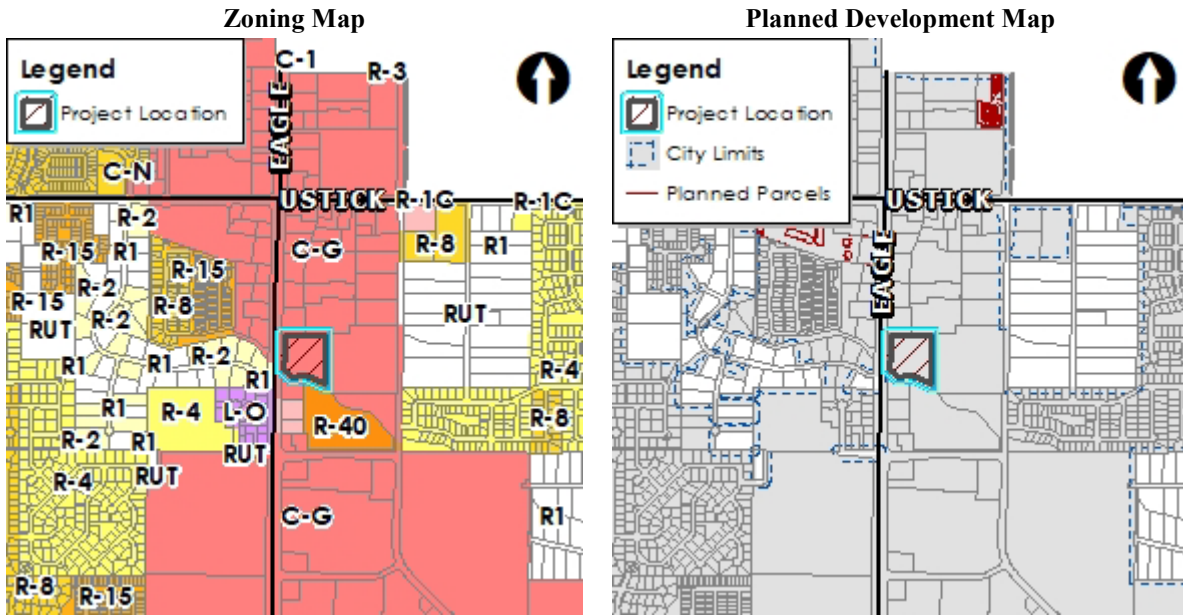 Zoning Map
Legend
Project Location
C-1
R-3
EAGLE
C-N
USTICK
R1
R-2
R-1C
R-1C
R-15
R1
C-G
R-8
R1
R-15
R-2
R-15
R-8
RUT
R-2
RUT
R1
R1
R-2
R1
R-4
R1
R-4
L-O
R-40
R-8
R-2
R1
RUT
RUT
R-4
C-G
R1
R-8
R-15
Planned Development Map
Legend
Project Location
City Limits
Planned Parcels
USTICK
EAGLE